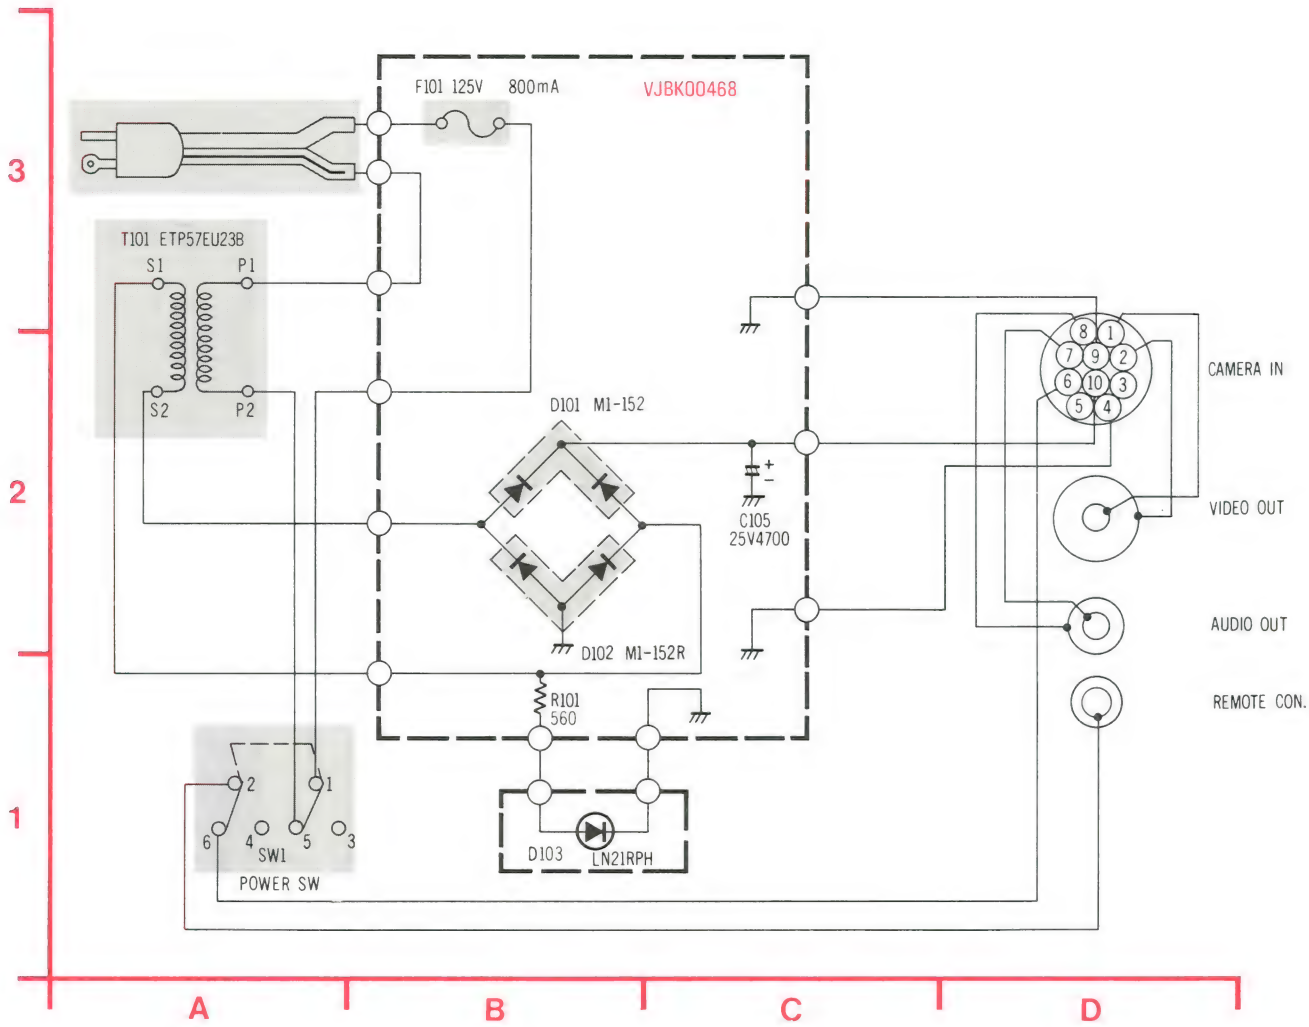 F101 125V 800mA
VJBK00468
3
T101 ETP57EU23B
S1 P1
S2 P2
8 1
7 9 2
6 10 3
5 4
CAMERA IN
D101 M1-152
2
+
-
C105
25V4700
VIDEO OUT
AUDIO OUT
D102 M1-152R
R101
560
REMOTE CON.
2 1
1
6 4 5 3
SW1
POWER SW
D103 LN21RPH
A B C D